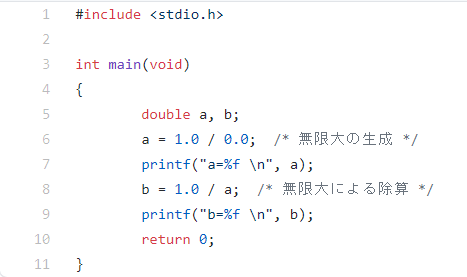 1 #include <stdio.h>
2
3 int main(void)
4 {
5 double a, b;
6 a = 1.0 / 0.0; /* 無限大の生成 */
7 printf("a=%f \n", a);
8 b = 1.0 / a; /* 無限大による除算 */
9 printf("b=%f \n", b);
10 return 0;
11 }